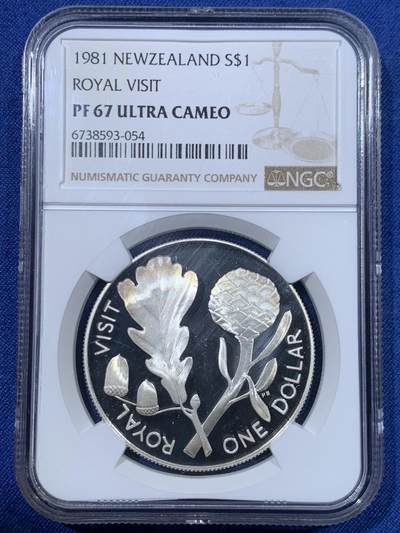 1981 NEWZEALAND S$1
ROYAL VISIT
PF 67 ULTRA CAMEO
6738593-054
NUMISMATIC GUARANTY COMPANY
NGC
ROYAL VISIT
ONE DOLLAR